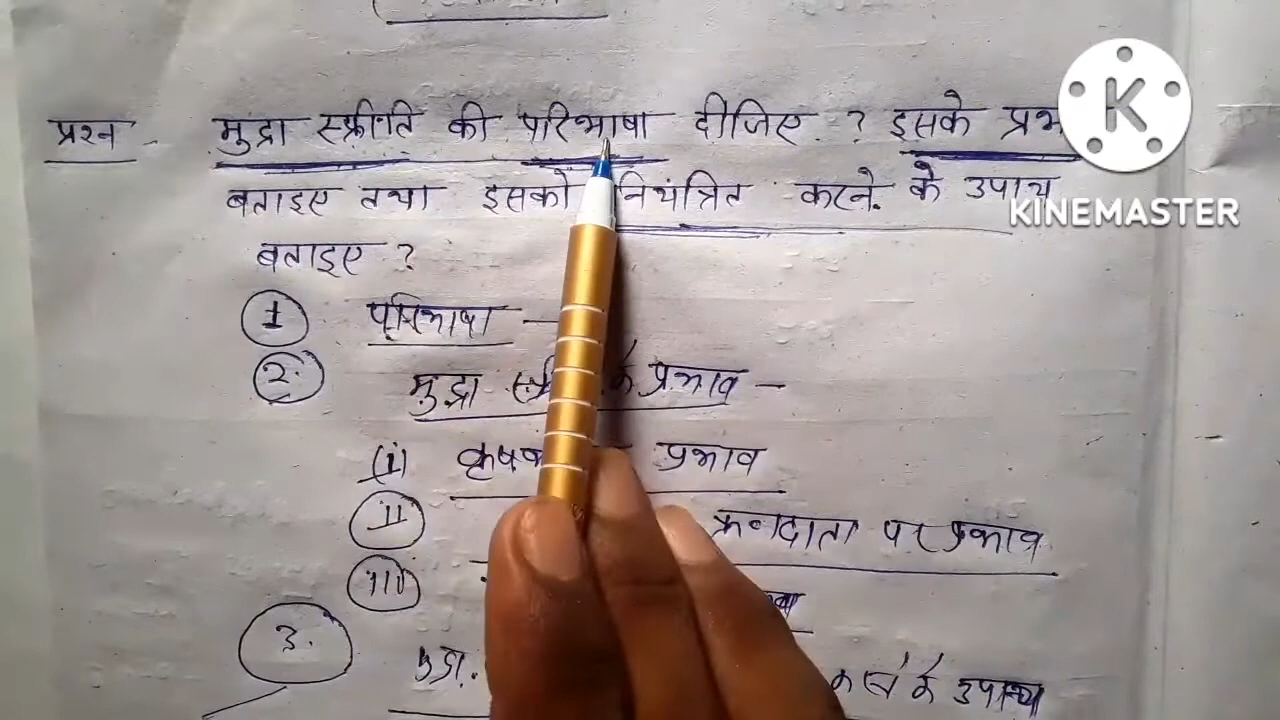 प्रश्न - मुद्रा स्फीति की परिभाषा दीजिए ? इसके
बताइए तथा इसको नियंत्रित करने के उपाय
बताइए ?
1 परिभाषा -
2. मुद्रा के प्रभाव -
(i) प्रभाव
II ऋणदाता पर प्रभाव
III
3. मुद्रा. करने के उपाय
K
KINEMASTER